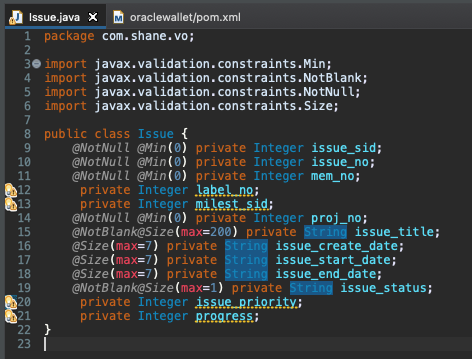 Issue.java
oraclewallet/pom.xml
1 package com.shane.vo;
2
3 import javax.validation.constraints.Min;
4 import javax.validation.constraints.NotBlank;
5 import javax.validation.constraints.NotNull;
6 import javax.validation.constraints.Size;
7
8 public class Issue {
9 @NotNull @Min(0) private Integer issue_sid;
10 @NotNull @Min(0) private Integer issue_no;
11 @NotNull @Min(0) private Integer mem_no;
12 private Integer label_no;
13 private Integer milest_sid;
14 @NotNull @Min(0) private Integer proj_no;
15 @NotBlank@Size(max=200) private String issue_title;
16 @Size(max=7) private String issue_create_date;
17 @Size(max=7) private String issue_start_date;
18 @Size(max=7) private String issue_end_date;
19 @NotBlank@Size(max=1) private String issue_status;
20 private Integer issue_priority;
21 private Integer progress;
22 }
23